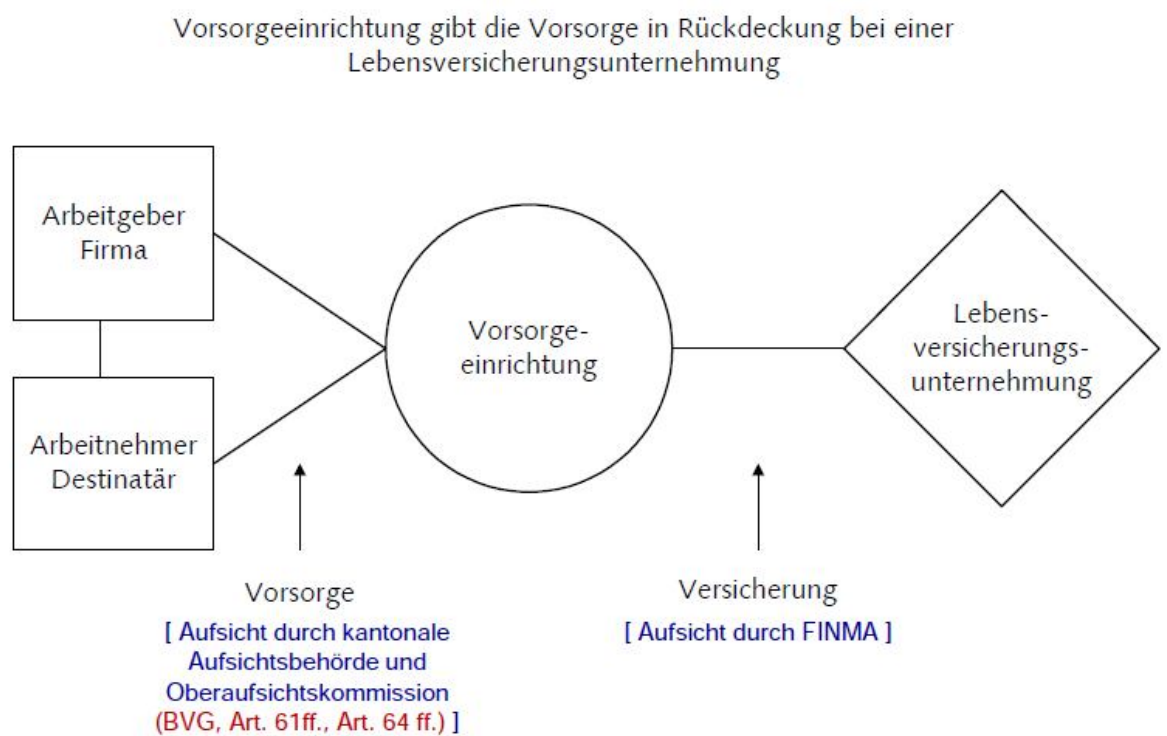 Vorsorgeeinrichtung gibt die Vorsorge in Rückdeckung bei einer
Lebensversicherungsunternehmung
Arbeitgeber
Firma
Arbeitnehmer
Destinatär
Vorsorge-
einrichtung
Lebens-
versicherungs-
unternehmung
Vorsorge
[ Aufsicht durch kantonale
Aufsichtsbehörde und
Oberaufsichtskommission
(BVG, Art. 61ff., Art. 64 ff.) ]
Versicherung
[ Aufsicht durch FINMA ]